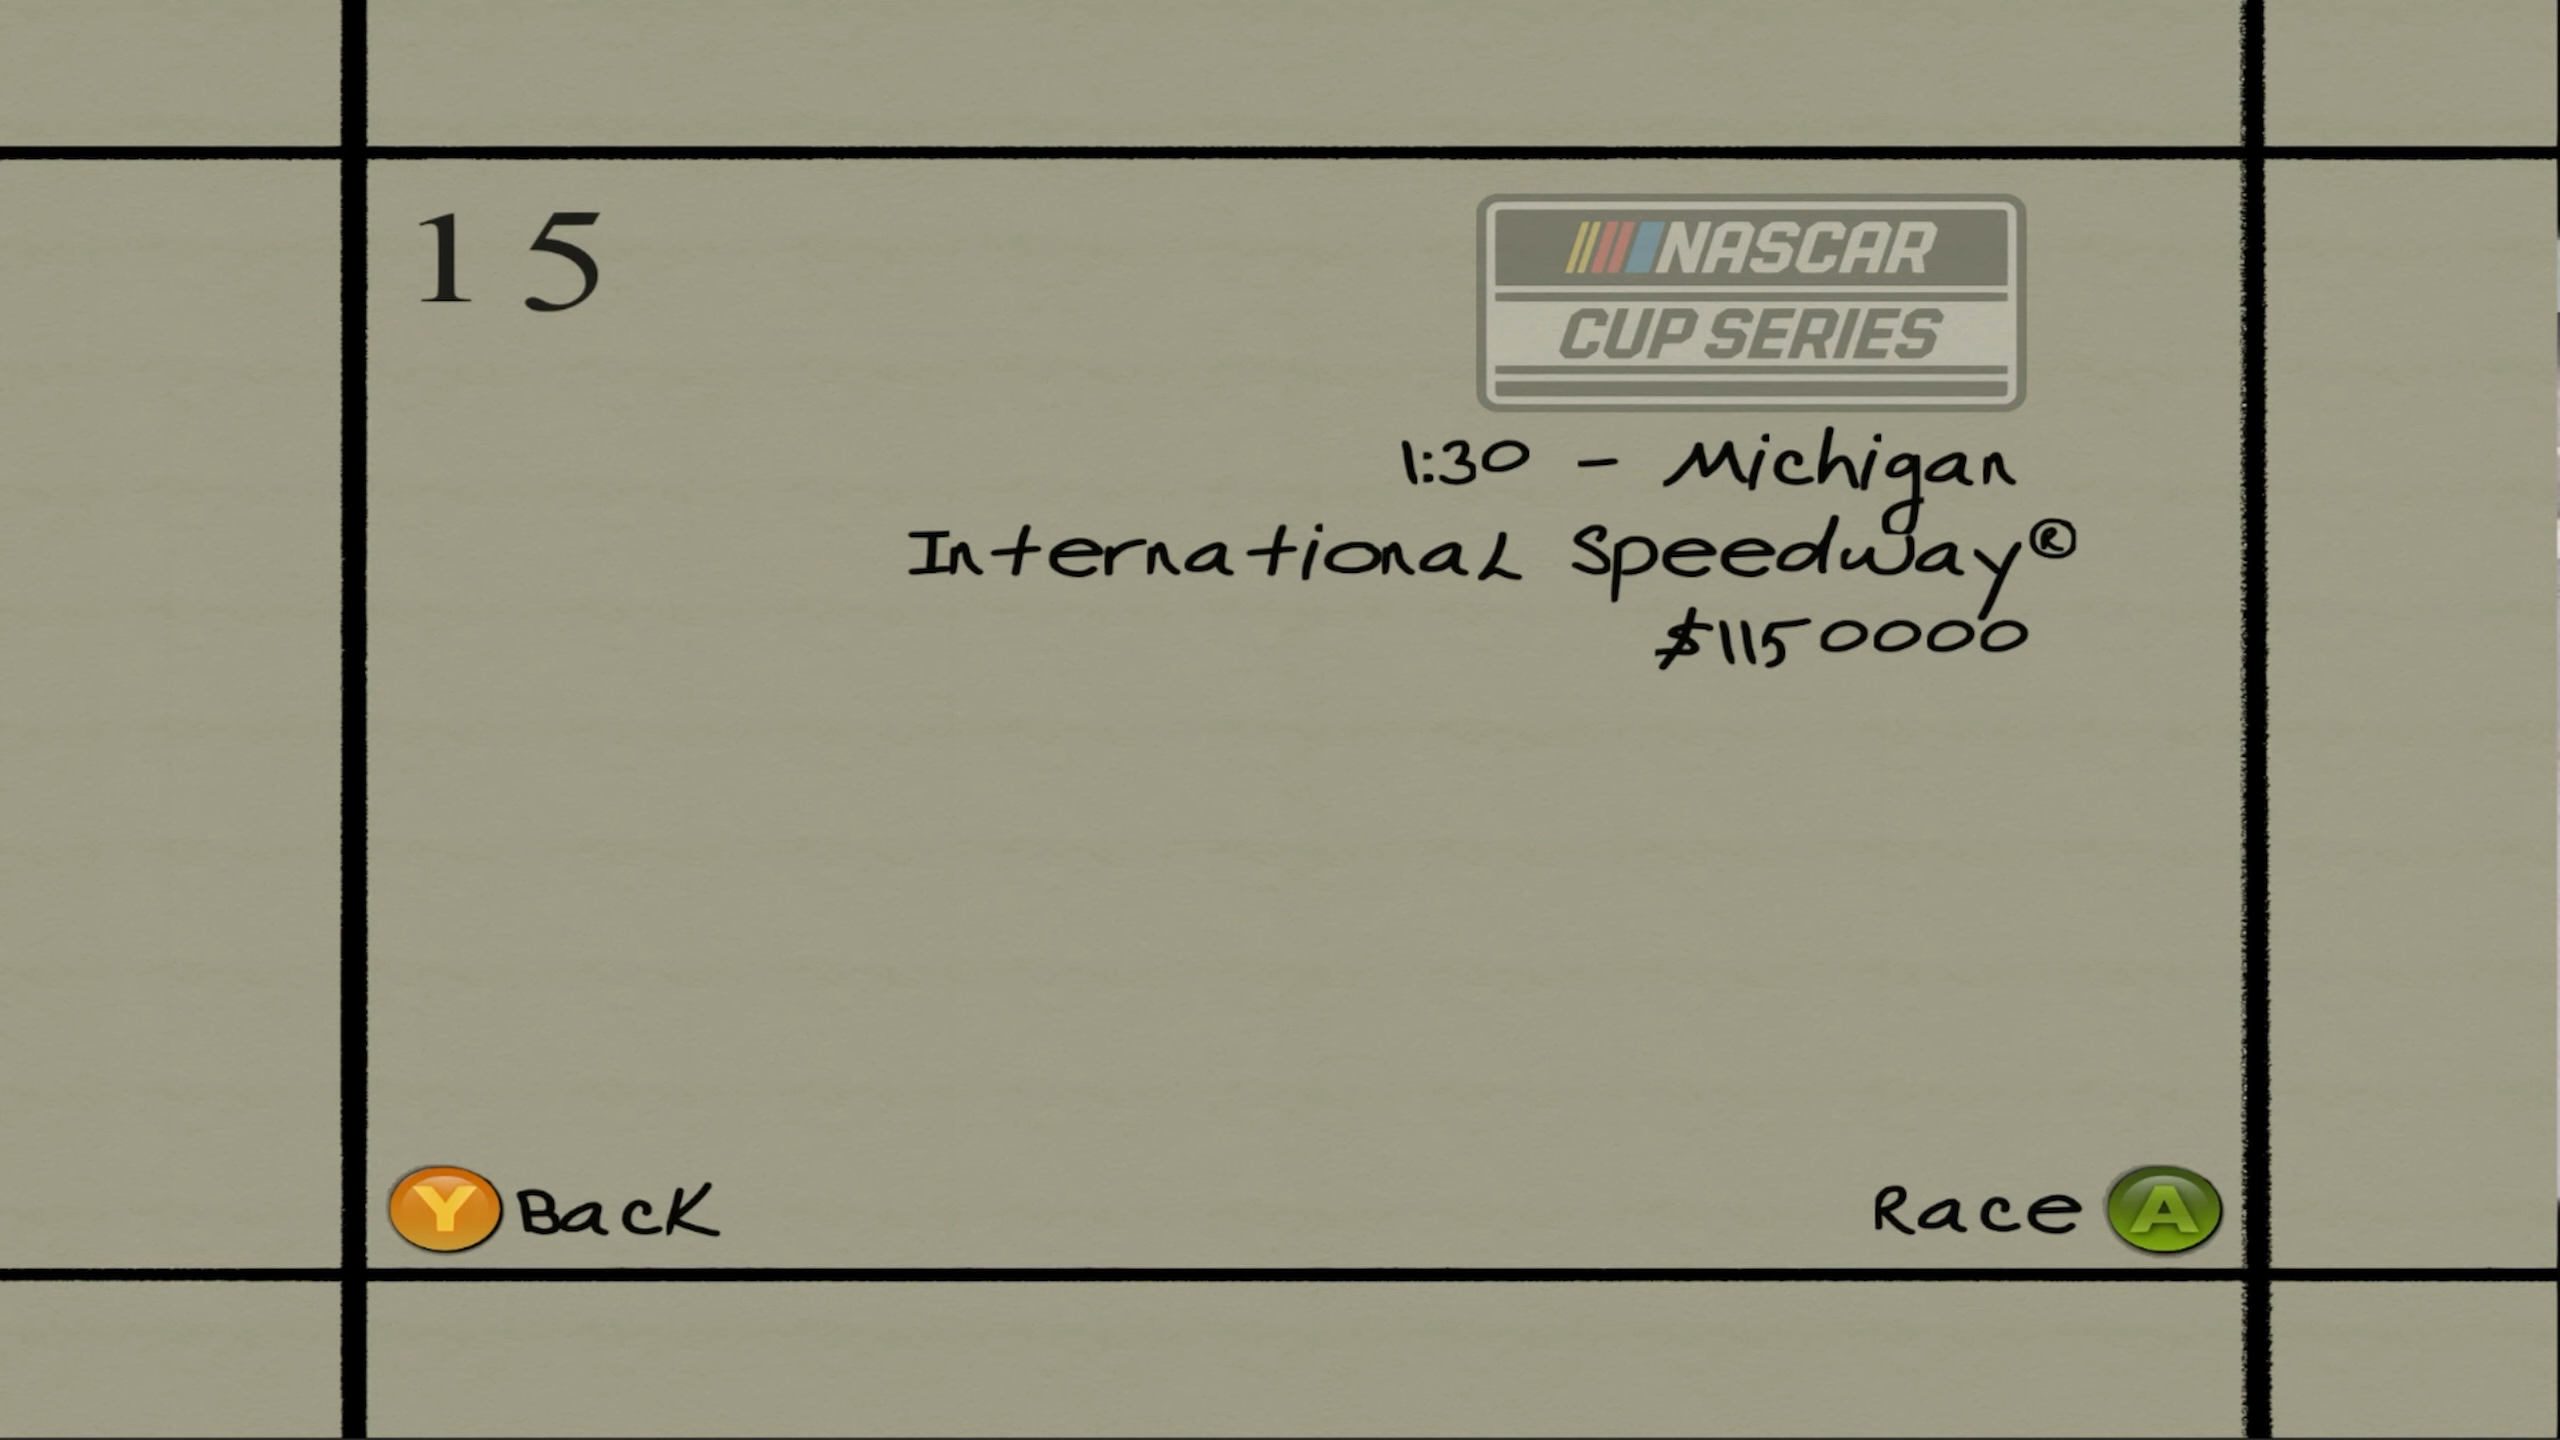 15
NASCAR
CUP SERIES
1:30 - Michigan
International Speedway®
$1150000
Y Back
Race A